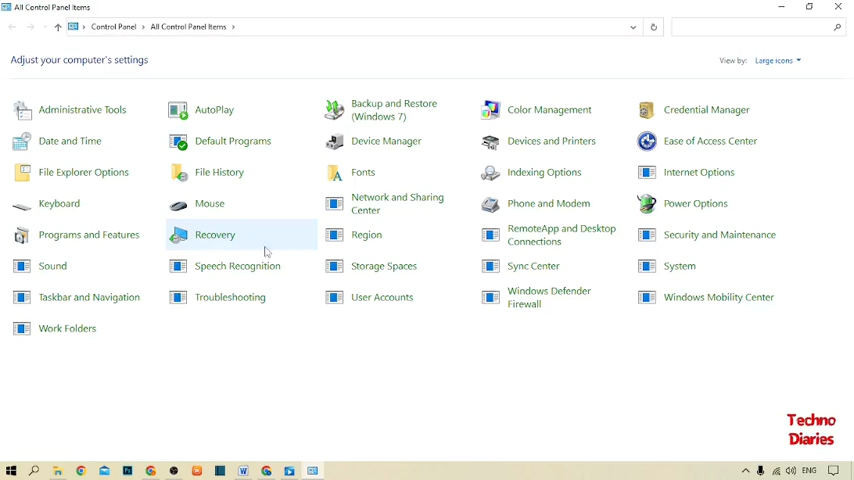 All Control Panel Items
Control Panel > All Control Panel Items >
Adjust your computer's settings
View by: Large icons
Administrative Tools
AutoPlay
Backup and Restore
(Windows 7)
Color Management
Credential Manager
Date and Time
Default Programs
Device Manager
Devices and Printers
Ease of Access Center
File Explorer Options
File History
Fonts
Indexing Options
Internet Options
Keyboard
Mouse
Network and Sharing
Center
Phone and Modem
Power Options
Programs and Features
Recovery
Region
RemoteApp and Desktop
Connections
Security and Maintenance
Sound
Speech Recognition
Storage Spaces
Sync Center
System
Taskbar and Navigation
Troubleshooting
User Accounts
Windows Defender
Firewall
Windows Mobility Center
Work Folders
Techno
Diaries
ENG